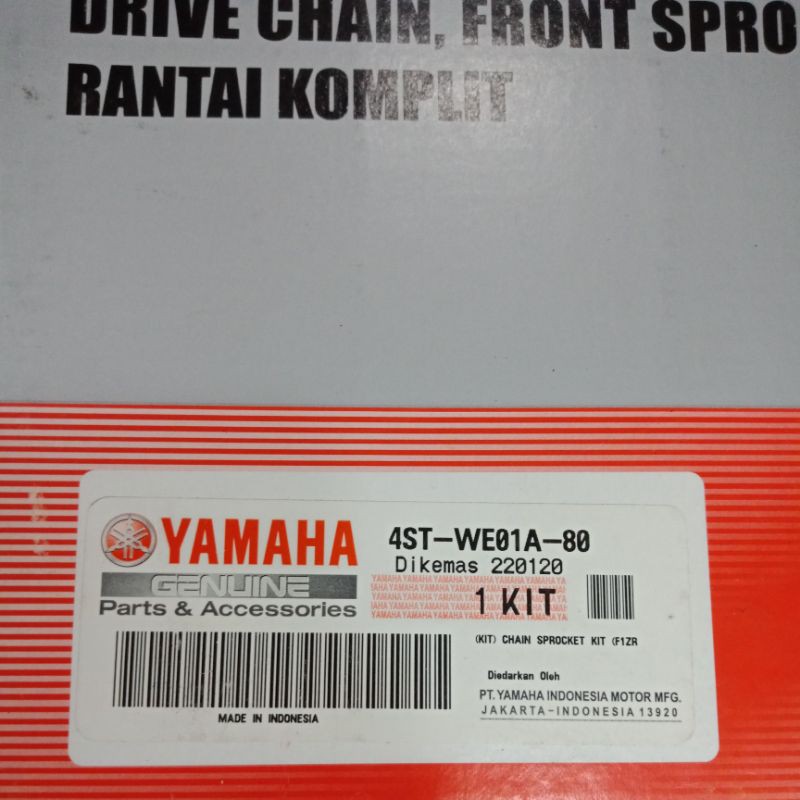 DRIVE CHAIN, FRONT SPRO
RANTAI KOMPLIT
YAMAHA
GENUINE
Parts & Accessories
4ST-WE01A-80
Dikemas 220120
1 KIT
(KIT) CHAIN SPROCKET KIT (F1ZR
Diedarkan Oleh
PT. YAMAHA INDONESIA MOTOR MFG.
JAKARTA-INDONESIA 13920
MADE IN INDONESIA